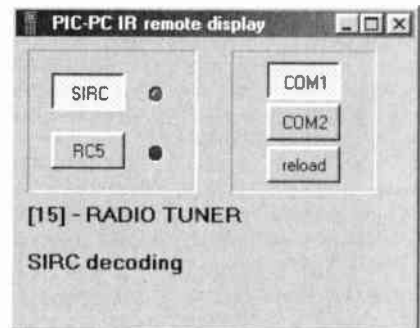 PIC-PC IR remote display
SIRC
RC5
COM1
COM2
reload
[15] - RADIO TUNER
SIRC decoding